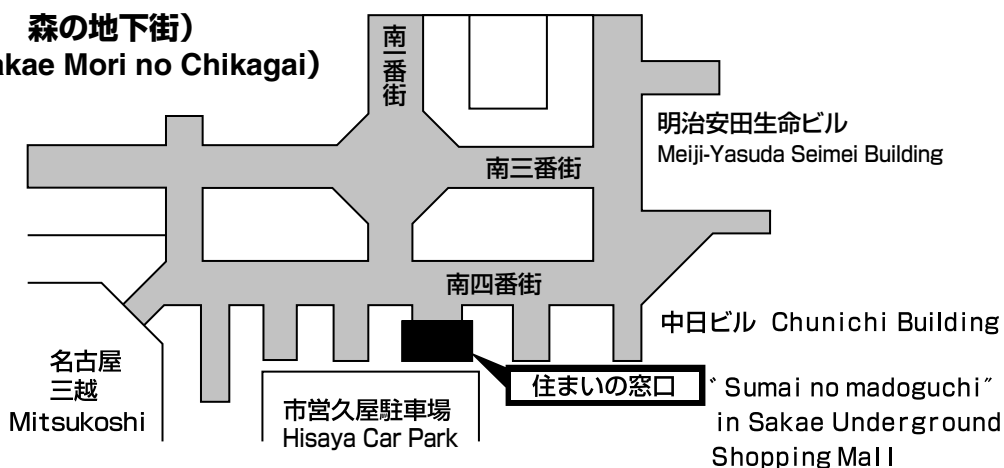 森の地下街)
akae Mori no Chikagai)
南一番街
明治安田生命ビル
Meiji-Yasuda Seimei Building
南三番街
南四番街
中日ビル Chunichi Building
名古屋
三越
Mitsukoshi
住まいの窓口
市営久屋駐車場
Hisaya Car Park
"Sumai no madoguchi"
in Sakae Underground
Shopping Mall